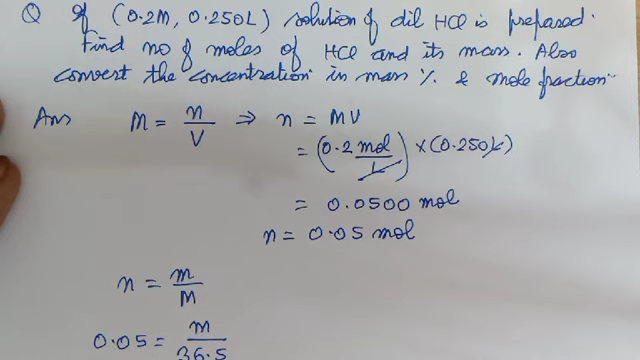 Q If (0.2M, 0.250L) solution of dil HCl is prepared.
Find no of moles of HCl and its mass. Also
convert the concentration in mass % & mole fraction.
Ans M = n/V ⇒ n = MV
= (0.2 mol/L) × (0.250L)
= 0.0500 mol
n = 0.05 mol
n = m/M
0.05 = m/36.5